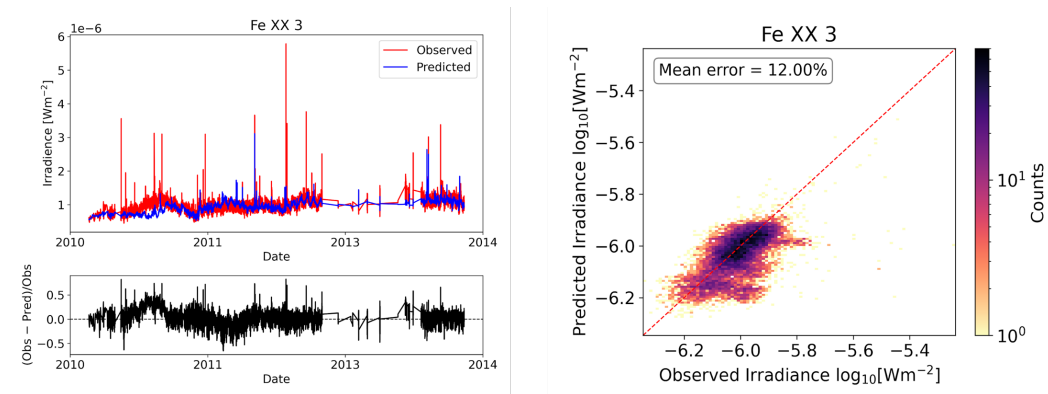 Fe XX 3
1e−6
Irradience [Wm⁻²]
6
5
4
3
2
1
Observed
Predicted
2010
2011
2013
2014
Date
(Obs − Pred)/Obs
0.5
0.0
−0.5
2010
2011
2013
2014
Date
Fe XX 3
Mean error = 12.00%
Predicted Irradiance log₁₀[Wm⁻²]
−5.4
−5.6
−5.8
−6.0
−6.2
−6.2
−6.0
−5.8
−5.6
−5.4
Observed Irradiance log₁₀[Wm⁻²]
10¹
10⁰
Counts